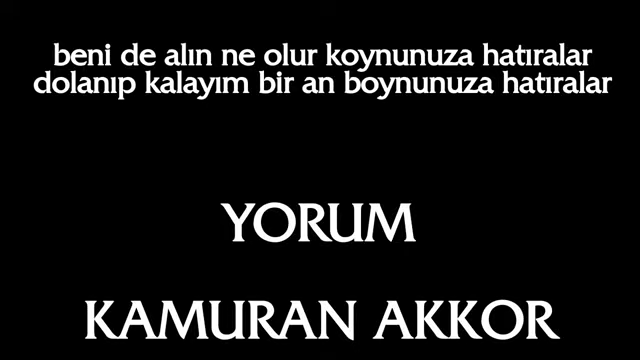 beni de alın ne olur koynunuza hatıralar
dolanıp kalayım bir an boynunuza hatıralar
YORUM
KAMURAN AKKOR